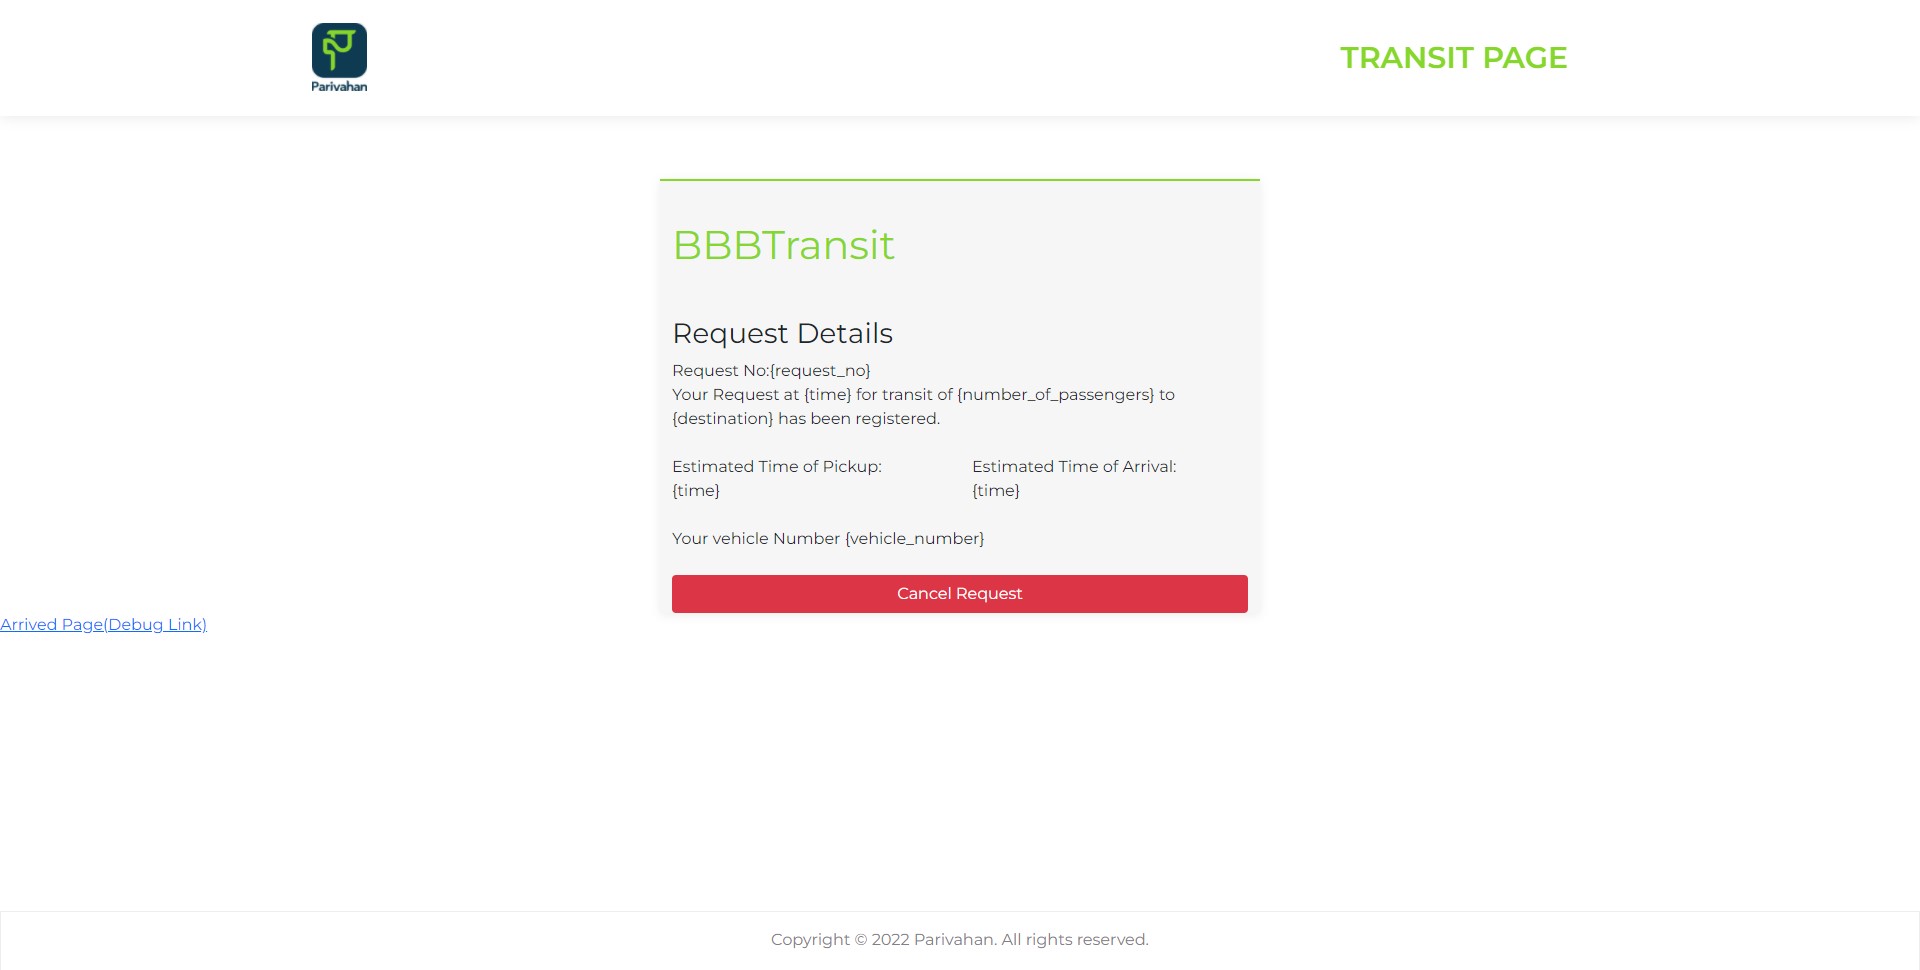 Parivahan
TRANSIT PAGE
BBBTransit
Request Details
Request No:{request_no}
Your Request at {time} for transit of {number_of_passengers} to
{destination} has been registered.
Estimated Time of Pickup:
{time}
Estimated Time of Arrival:
{time}
Your vehicle Number {vehicle_number}
Cancel Request
Arrived Page(Debug Link)
Copyright © 2022 Parivahan. All rights reserved.